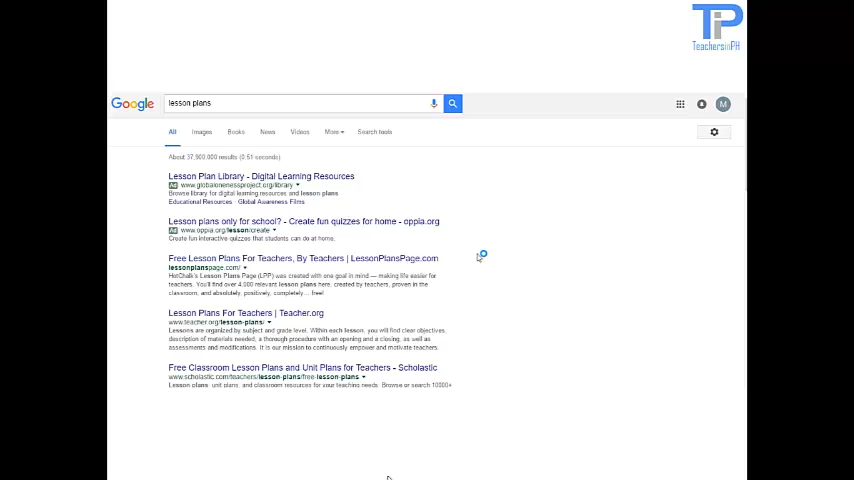 TiP
TeachersinPH
Google
lesson plans
M
All Images Books News Videos More Search tools
About 37,900,000 results (0.51 seconds)
Lesson Plan Library - Digital Learning Resources
Ad www.globalonenessproject.org/library
Browse library for digital learning resources and lesson plans
Educational Resources - Global Awareness Films
Lesson plans only for school? - Create fun quizzes for home - oppia.org
Ad www.oppia.org/lesson/create
Create fun interactive quizzes that students can do at home.
Free Lesson Plans For Teachers, By Teachers | LessonPlansPage.com
lessonplanspage.com/
HotChalk's Lesson Plans Page (LPP) was created with one goal in mind — making life easier for
teachers. You'll find over 4,000 relevant lesson plans here, created by teachers, proven in the
classroom, and absolutely, positively, completely... free!
Lesson Plans For Teachers | Teacher.org
www.teacher.org/lesson-plans/
Lessons are organized by subject and grade level. Within each lesson, you will find clear objectives,
description of materials needed, a thorough procedure with an opening and a closing, as well as
assessments and modifications. It is our mission to continuously empower and motivate teachers.
Free Classroom Lesson Plans and Unit Plans for Teachers - Scholastic
www.scholastic.com/teachers/lesson-plans/free-lesson-plans
Lesson plans, unit plans, and classroom resources for your teaching needs. Browse or search 10000+